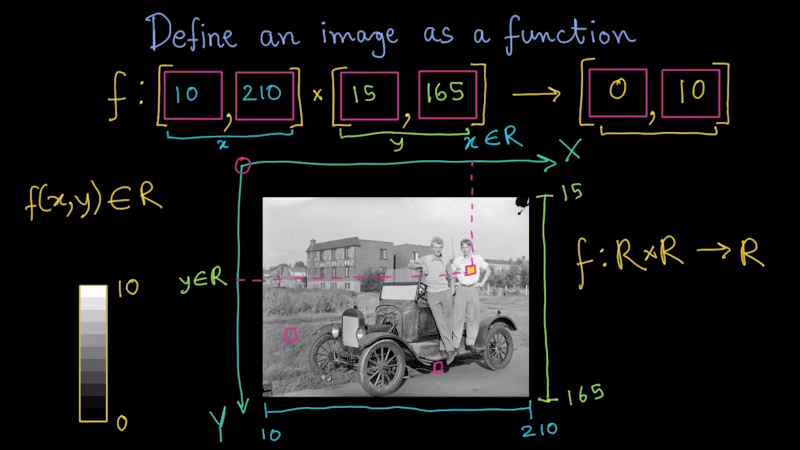 Define an image as a function
f : [10, 210] × [15, 165] → [0, 10]
x y
x ∈ R X
15
f(x,y) ∈ R
f : R × R → R
y ∈ R
10
0
Y
165
10 210